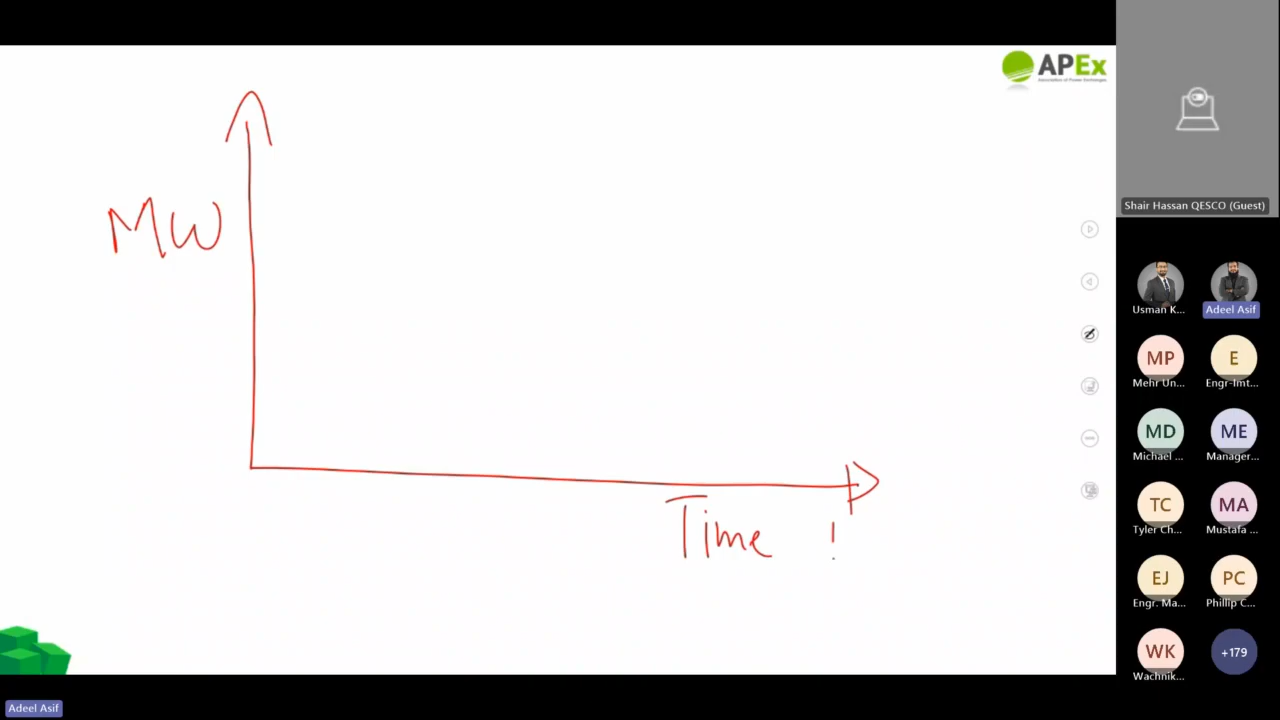 APEx
MW
Time !
Shair Hassan QESCO (Guest)
Usman K...
Adeel Asif
MP
E
Mehr Un...
Engr-Imt...
MD
ME
Michael ...
Manager...
TC
MA
Tyler Ch...
Mustafa ...
EJ
PC
Engr. Ma...
Phillip C...
WK
+179
Wachnik...
Adeel Asif